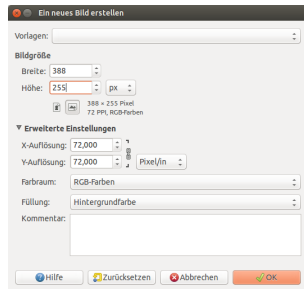 Ein neues Bild erstellen
Vorlagen:
Bildgröße
Breite: 388
Höhe: 255 px
388 × 255 Pixel
72 PPI, RGB-Farben
Erweiterte Einstellungen
X-Auflösung: 72,000
Y-Auflösung: 72,000 Pixel/in
Farbraum: RGB-Farben
Füllung: Hintergrundfarbe
Kommentar:
Hilfe Zurücksetzen Abbrechen OK